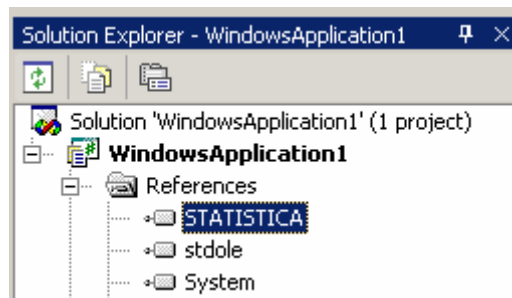 Solution Explorer - WindowsApplication1
Solution 'WindowsApplication1' (1 project)
WindowsApplication1
References
STATISTICA
stdole
System